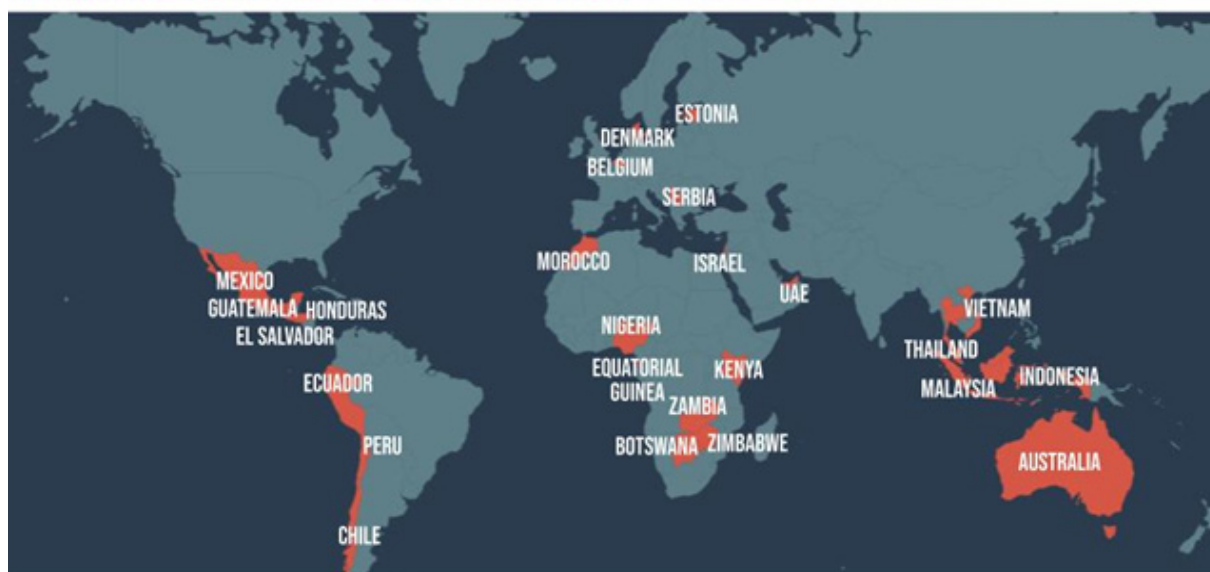 ESTONIA
DENMARK
BELGIUM
SERBIA
MOROCCO
ISRAEL
MEXICO
UAE
GUATEMALA
HONDURAS
VIETNAM
EL SALVADOR
NIGERIA
THAILAND
EQUATORIAL
GUINEA
KENYA
INDONESIA
ECUADOR
MALAYSIA
ZAMBIA
PERU
BOTSWANA
ZIMBABWE
AUSTRALIA
CHILE